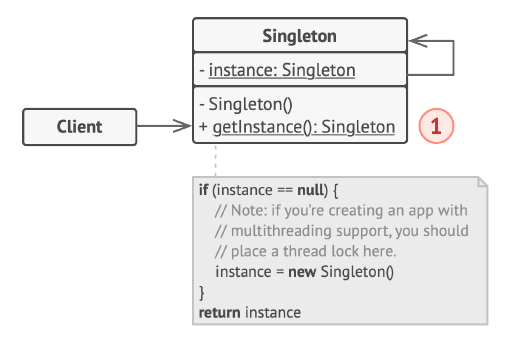 Singleton
- instance: Singleton
- Singleton()
+ getInstance(): Singleton
Client
1
if (instance == null) {
// Note: if you're creating an app with
// multithreading support, you should
// place a thread lock here.
instance = new Singleton()
}
return instance